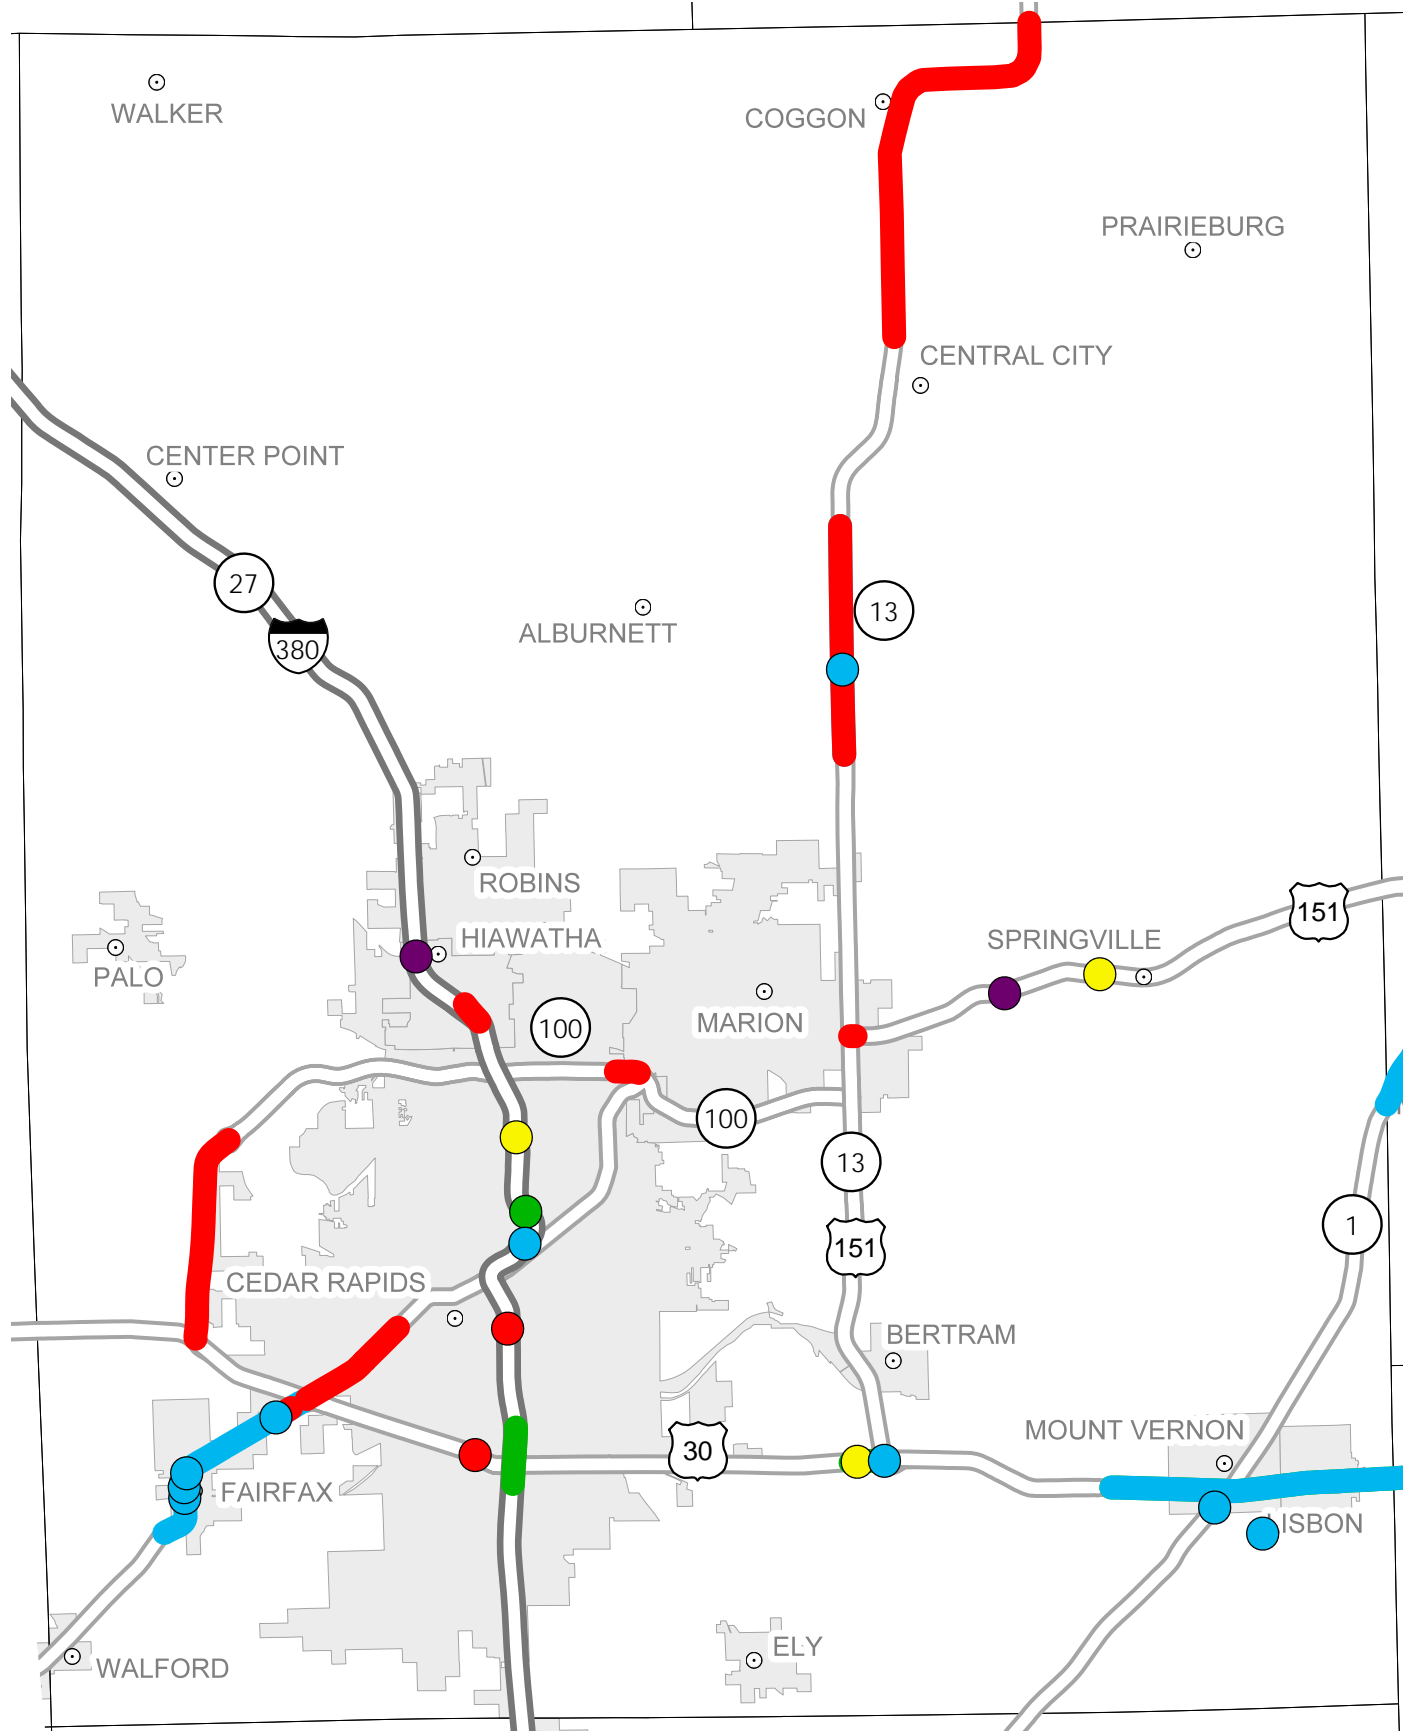 WALKER
COGGON
PRAIRIEBURG
CENTRAL CITY
CENTER POINT
27
13
ALBURNETT
380
ROBINS
151
HIAWATHA
SPRINGVILLE
PALO
MARION
100
100
13
1
151
CEDAR RAPIDS
BERTRAM
MOUNT VERNON
30
FAIRFAX
LISBON
ELY
WALFORD